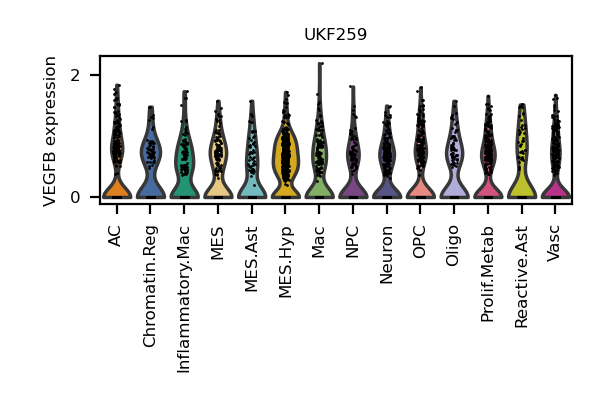 UKF259
VEGFB expression
2
0
AC
Chromatin.Reg
Inflammatory.Mac
MES
MES.Ast
MES.Hyp
Mac
NPC
Neuron
OPC
Oligo
Prolif.Metab
Reactive.Ast
Vasc